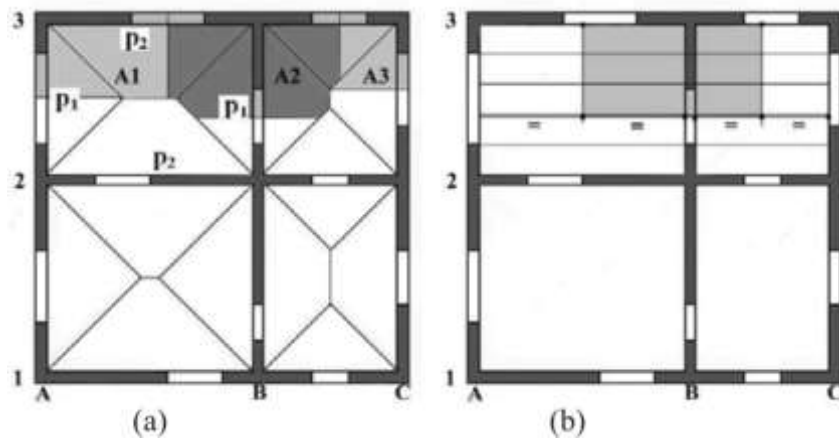 3
p₂
A1
A2
A3
p₁
p₁
p₂
2
1
A
B
C
(a)
3
=
=
=
=
2
1
A
B
C
(b)